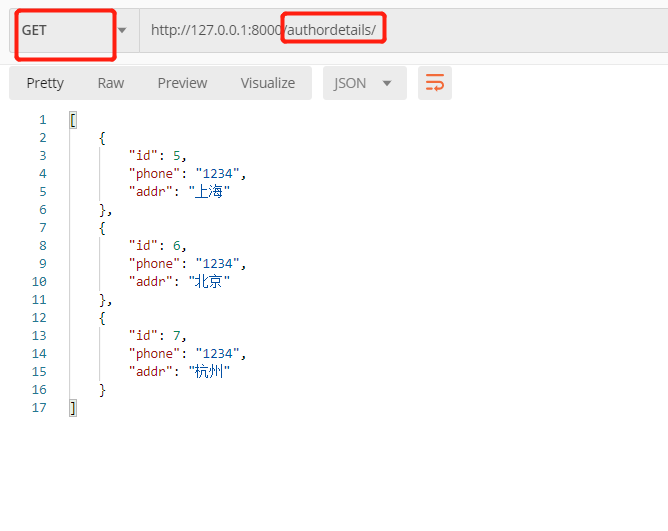 GET http://127.0.0.1:8000/authordetails/
Pretty Raw Preview Visualize JSON
1 [
2 {
3 "id": 5,
4 "phone": "1234",
5 "addr": "上海"
6 },
7 {
8 "id": 6,
9 "phone": "1234",
10 "addr": "北京"
11 },
12 {
13 "id": 7,
14 "phone": "1234",
15 "addr": "杭州"
16 }
17 ]